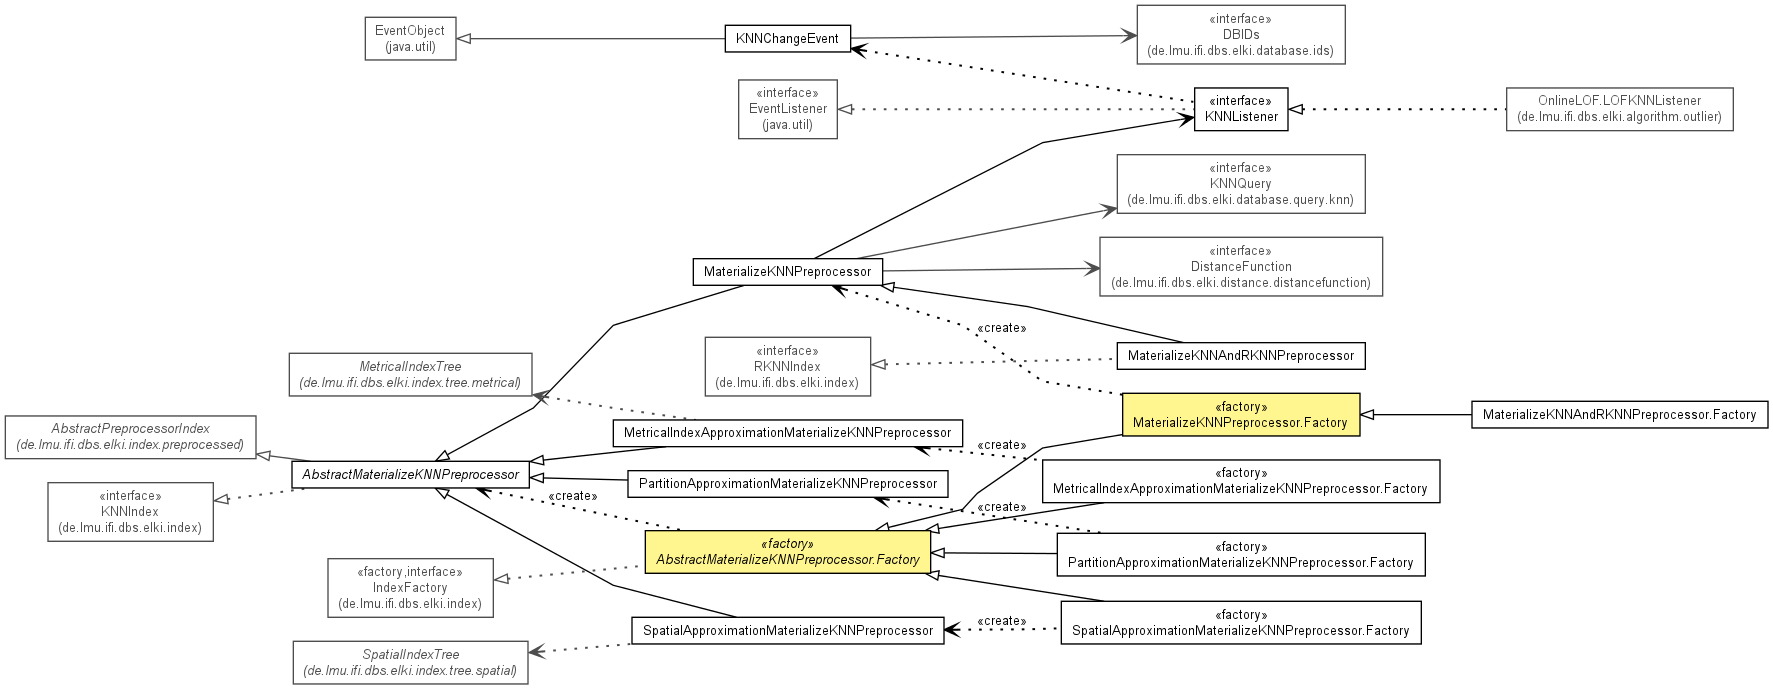 EventObject
(java.util)
KNNChangeEvent
«interface»
DBIDs
(de.lmu.ifi.dbs.elki.database.ids)
«interface»
EventListener
(java.util)
«interface»
KNNListener
OnlineLOF.LOFKNNListener
(de.lmu.ifi.dbs.elki.algorithm.outlier)
«interface»
KNNQuery
(de.lmu.ifi.dbs.elki.database.query.knn)
MaterializeKNNPreprocessor
«interface»
DistanceFunction
(de.lmu.ifi.dbs.elki.distance.distancefunction)
«create»
«interface»
RKNNIndex
(de.lmu.ifi.dbs.elki.index)
MaterializeKNNAndRKNNPreprocessor
MetricalIndexTree
(de.lmu.ifi.dbs.elki.index.tree.metrical)
«factory»
MaterializeKNNPreprocessor.Factory
MaterializeKNNAndRKNNPreprocessor.Factory
AbstractPreprocessorIndex
(de.lmu.ifi.dbs.elki.index.preprocessed)
MetricalIndexApproximationMaterializeKNNPreprocessor
«create»
AbstractMaterializeKNNPreprocessor
«factory»
MetricalIndexApproximationMaterializeKNNPreprocessor.Factory
PartitionApproximationMaterializeKNNPreprocessor
«interface»
KNNIndex
(de.lmu.ifi.dbs.elki.index)
«create»
«create»
«factory»
AbstractMaterializeKNNPreprocessor.Factory
«factory»
PartitionApproximationMaterializeKNNPreprocessor.Factory
«factory,interface»
IndexFactory
(de.lmu.ifi.dbs.elki.index)
SpatialApproximationMaterializeKNNPreprocessor
«create»
«factory»
SpatialApproximationMaterializeKNNPreprocessor.Factory
SpatialIndexTree
(de.lmu.ifi.dbs.elki.index.tree.spatial)